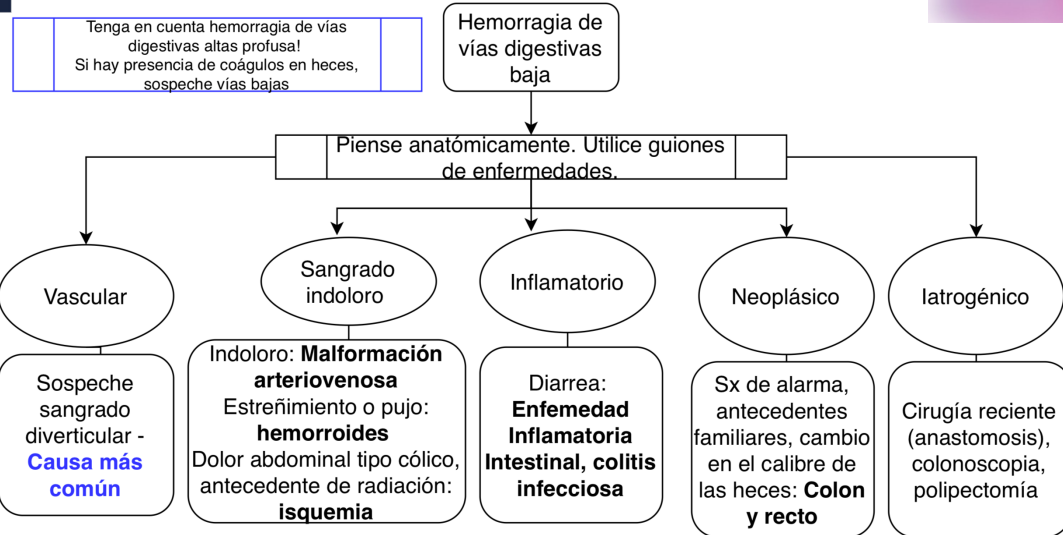 Tenga en cuenta hemorragia de vías
digestivas altas profusa!
Si hay presencia de coágulos en heces,
sospeche vías bajas
Hemorragia de
vías digestivas
baja
Piense anatómicamente. Utilice guiones
de enfermedades.
Vascular
Sangrado
indoloro
Inflamatorio
Neoplásico
Iatrogénico
Sospeche
sangrado
diverticular -
Causa más
común
Indoloro: Malformación
arteriovenosa
Estreñimiento o pujo:
hemorroides
Dolor abdominal tipo cólico,
antecedente de radiación:
isquemia
Diarrea:
Enfemedad
Inflamatoria
Intestinal, colitis
infecciosa
Sx de alarma,
antecedentes
familiares, cambio
en el calibre de
las heces: Colon
y recto
Cirugía reciente
(anastomosis),
colonoscopia,
polipectomía